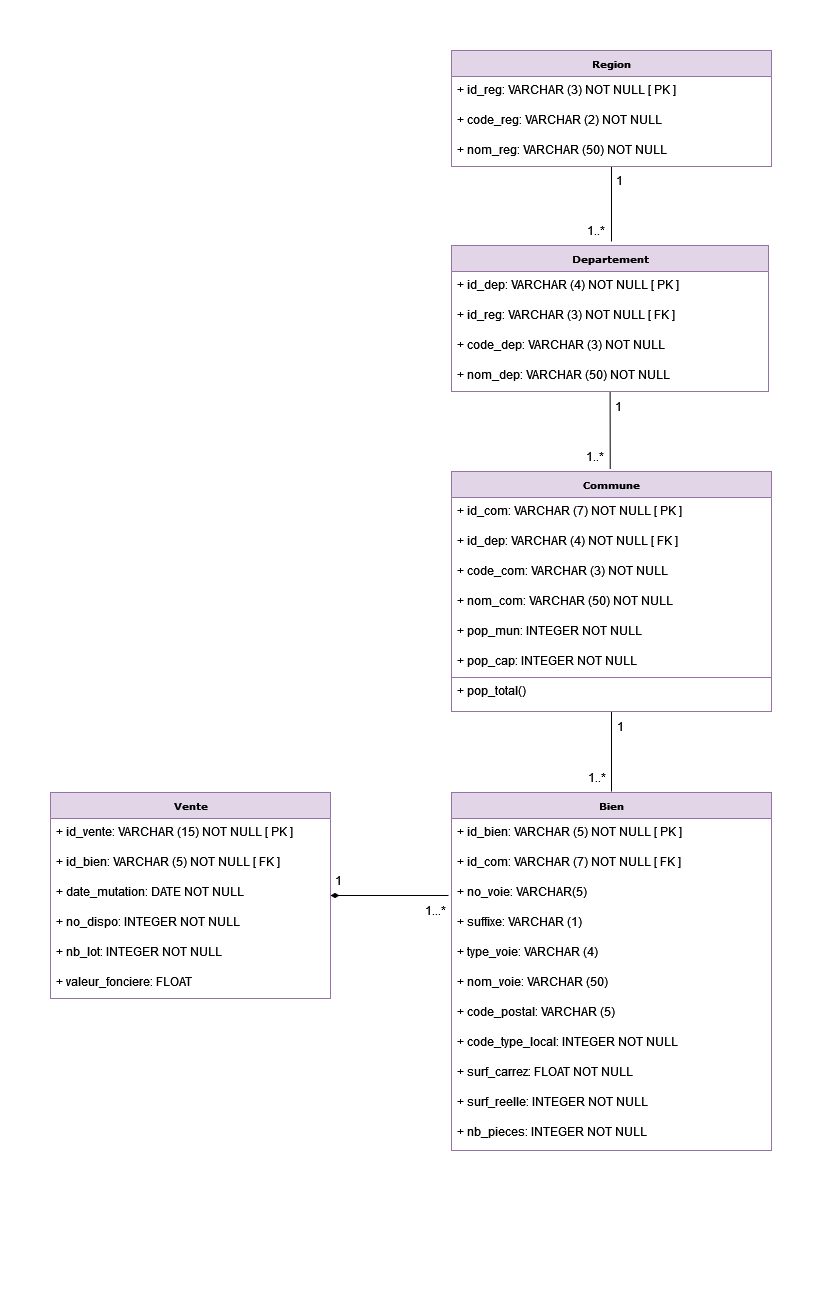 Region
+ id_reg: VARCHAR (3) NOT NULL [ PK ]
+ code_reg: VARCHAR (2) NOT NULL
+ nom_reg: VARCHAR (50) NOT NULL
1
1..*
Departement
+ id_dep: VARCHAR (4) NOT NULL [ PK ]
+ id_reg: VARCHAR (3) NOT NULL [ FK ]
+ code_dep: VARCHAR (3) NOT NULL
+ nom_dep: VARCHAR (50) NOT NULL
1
1..*
Commune
+ id_com: VARCHAR (7) NOT NULL [ PK ]
+ id_dep: VARCHAR (4) NOT NULL [ FK ]
+ code_com: VARCHAR (3) NOT NULL
+ nom_com: VARCHAR (50) NOT NULL
+ pop_mun: INTEGER NOT NULL
+ pop_cap: INTEGER NOT NULL
+ pop_total()
1
1..*
Vente
+ id_vente: VARCHAR (15) NOT NULL [ PK ]
+ id_bien: VARCHAR (5) NOT NULL [ FK ]
+ date_mutation: DATE NOT NULL
+ no_dispo: INTEGER NOT NULL
+ nb_lot: INTEGER NOT NULL
+ valeur_fonciere: FLOAT
1
1...*
Bien
+ id_bien: VARCHAR (5) NOT NULL [ PK ]
+ id_com: VARCHAR (7) NOT NULL [ FK ]
+ no_voie: VARCHAR(5)
+ suffixe: VARCHAR (1)
+ type_voie: VARCHAR (4)
+ nom_voie: VARCHAR (50)
+ code_postal: VARCHAR (5)
+ code_type_local: INTEGER NOT NULL
+ surf_carrez: FLOAT NOT NULL
+ surf_reelle: INTEGER NOT NULL
+ nb_pieces: INTEGER NOT NULL